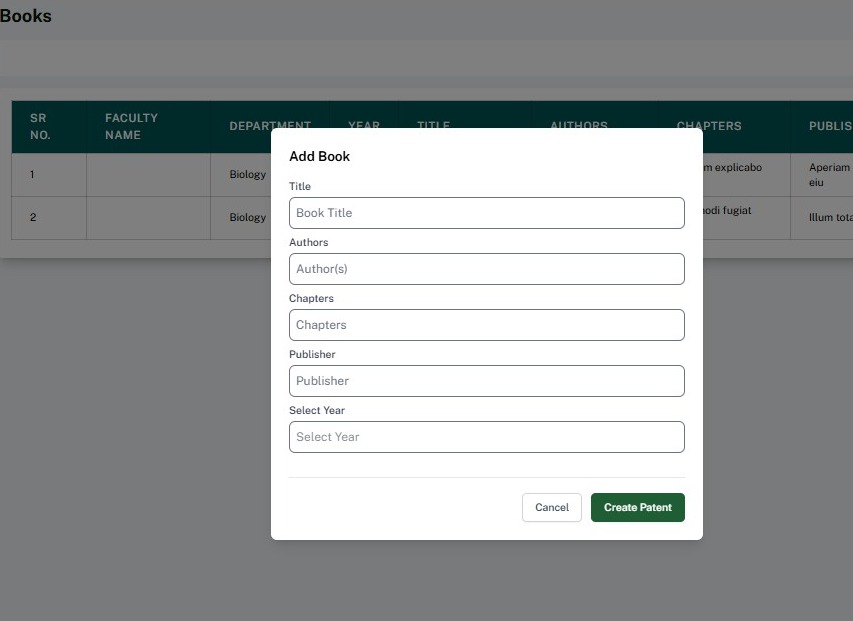 Books
SR NO.
FACULTY NAME
DEPARTMENT
YEAR
TITLE
AUTHORS
CHAPTERS
PUBLIS
1
Biology
m explicabo
Aperiam
eiu
2
Biology
odi fugiat
Illum tota
Add Book
Title
Book Title
Authors
Author(s)
Chapters
Chapters
Publisher
Publisher
Select Year
Select Year
Cancel
Create Patent